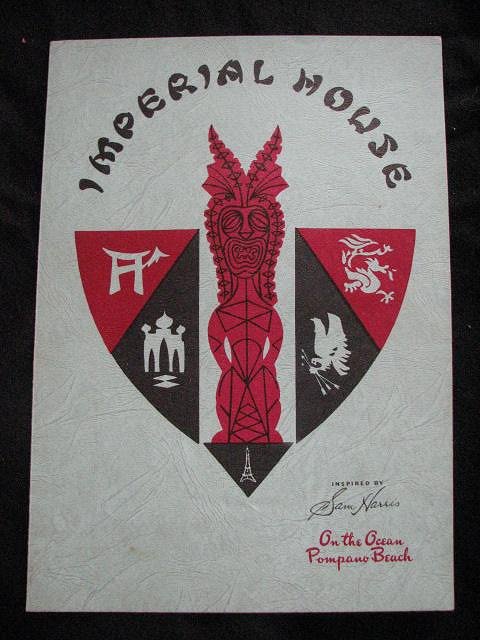 IMPERIAL HOUSE
INSPIRED BY
Sam Harris
On the Ocean
Pompano Beach